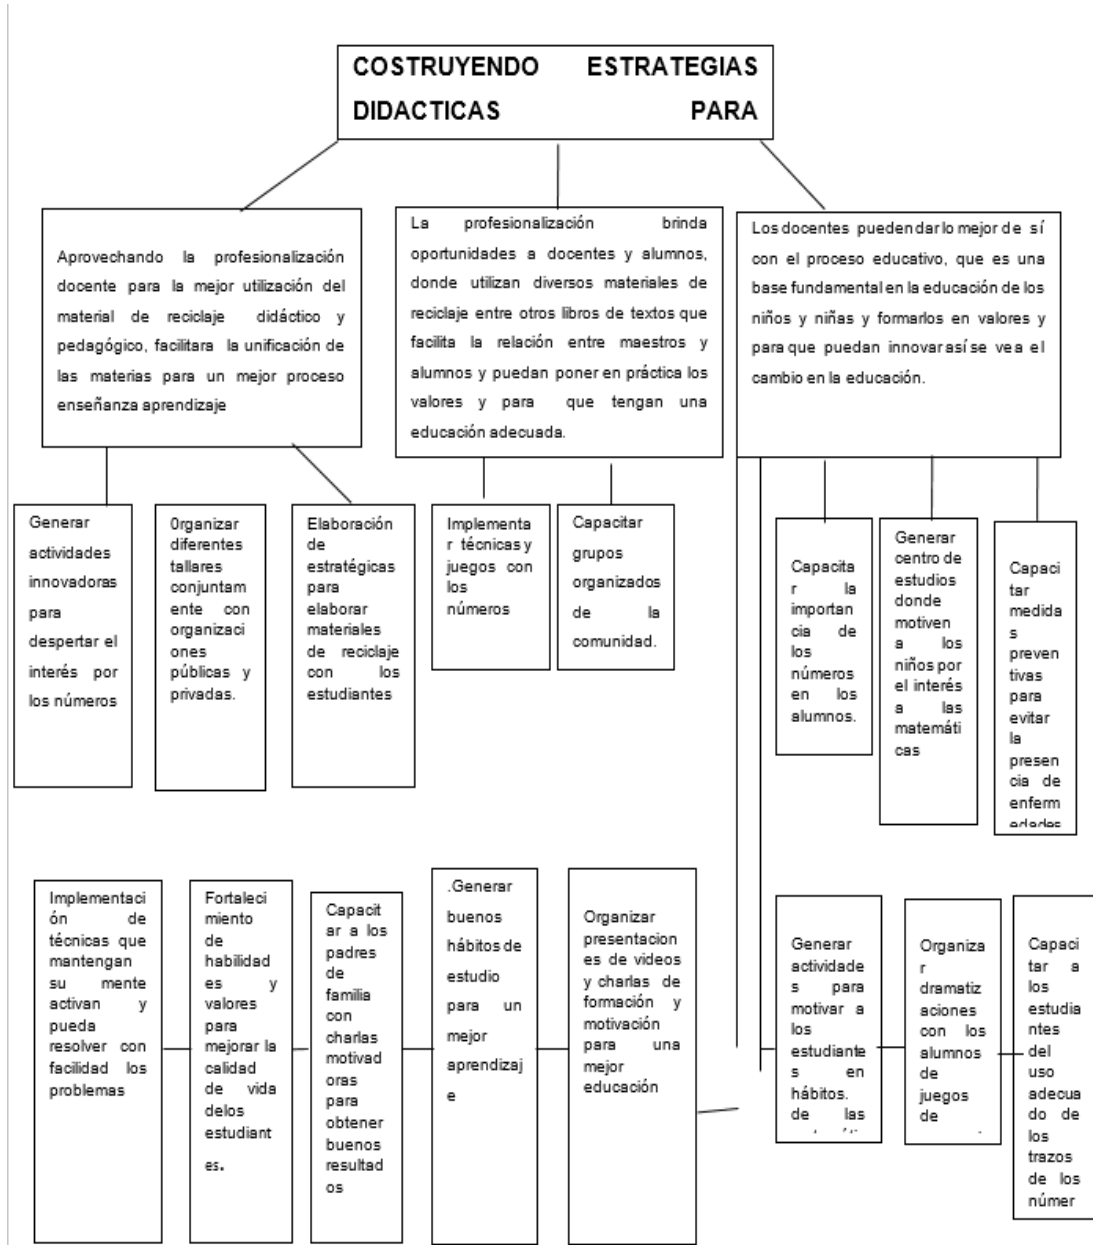 COSTRUYENDO ESTRATEGIAS
DIDACTICAS PARA
Aprovechando la profesionalización
docente para la mejor utilización del
material de reciclaje didáctico y
pedagógico, facilitara la unificación de
las materias para un mejor proceso
enseñanza aprendizaje
La profesionalización brinda
oportunidades a docentes y alumnos,
donde utilizan diversos materiales de
reciclaje entre otros libros de textos que
facilita la relación entre maestros y
alumnos y puedan poner en práctica los
valores y para que tengan una
educación adecuada.
Los docentes pueden dar lo mejor de sí
con el proceso educativo, que es una
base fundamental en la educación de los
niños y niñas y formarlos en valores y
para que puedan innovar así se vea el
cambio en la educación.
Generar
actividades
innovadoras
para
despertar el
interés por
los números
Organizar
diferentes
tallares
conjuntam
ente con
organizaci
ones
públicas y
privadas.
Elaboración
de
estratégicas
para
elaborar
materiales
de reciclaje
con los
estudiantes
Implementa
r técnicas y
juegos con
los
números
Capacitar
grupos
organizados
de la
comunidad.
Capacita
r la
importan
cia de
los
números
en los
alumnos.
Generar
centro de
estudios
donde
motiven
a los
niños por
el interés
a las
matemáti
cas
Capaci
tar
medida
s
preven
tivas
para
evitar
la
presen
cia de
enferm
edades
Implementaci
ón de
técnicas que
mantengan
su mente
activan y
pueda
resolver con
facilidad los
problemas
Fortaleci
miento
de
habilidad
es y
valores
para
mejorar la
calidad
de vida
delos
estudiant
es.
Capacit
ar a los
padres
de
familia
con
charlas
motivad
oras
para
obtener
buenos
resultad
os
.Generar
buenos
hábitos de
estudio
para un
mejor
aprendizaj
e
Organizar
presentacion
es de videos
y charlas de
formación y
motivación
para una
mejor
educación
Generar
actividade
s para
motivar a
los
estudiante
s en
hábitos.
de las
Organiza
r
dramatiz
aciones
con los
alumnos
de
juegos de
Capaci
tar a
los
estudia
ntes
del
uso
adecua
do de
los
trazos
de los
númer